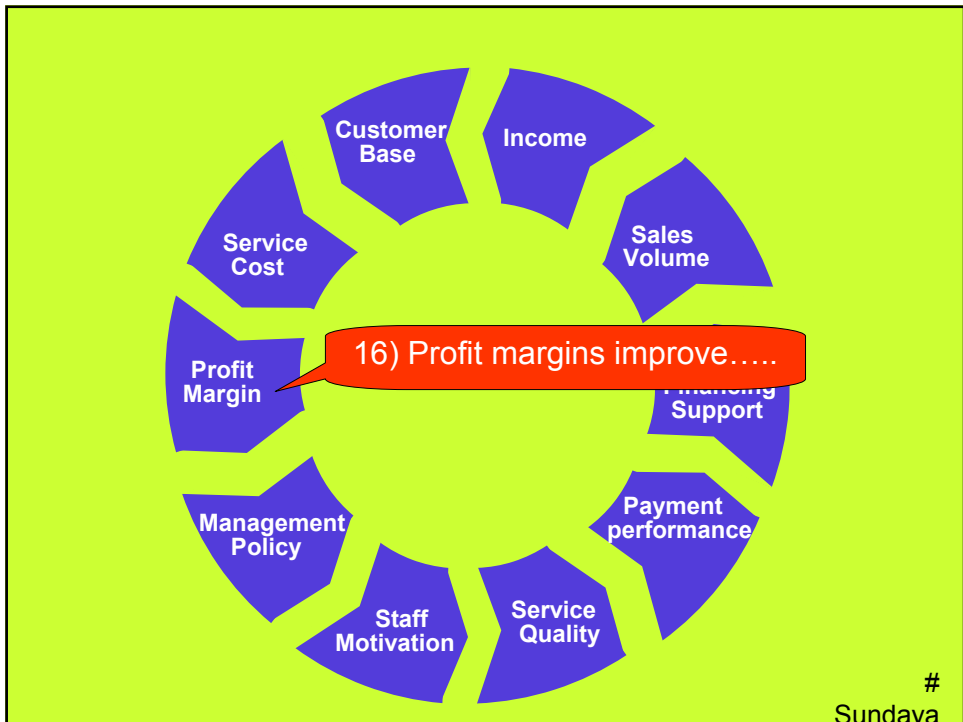 Customer
Base
Income
Sales
Volume
Service
Cost
16) Profit margins improve…..
Profit
Margin
Financing
Support
Payment
performance
Management
Policy
Service
Quality
Staff
Motivation
#